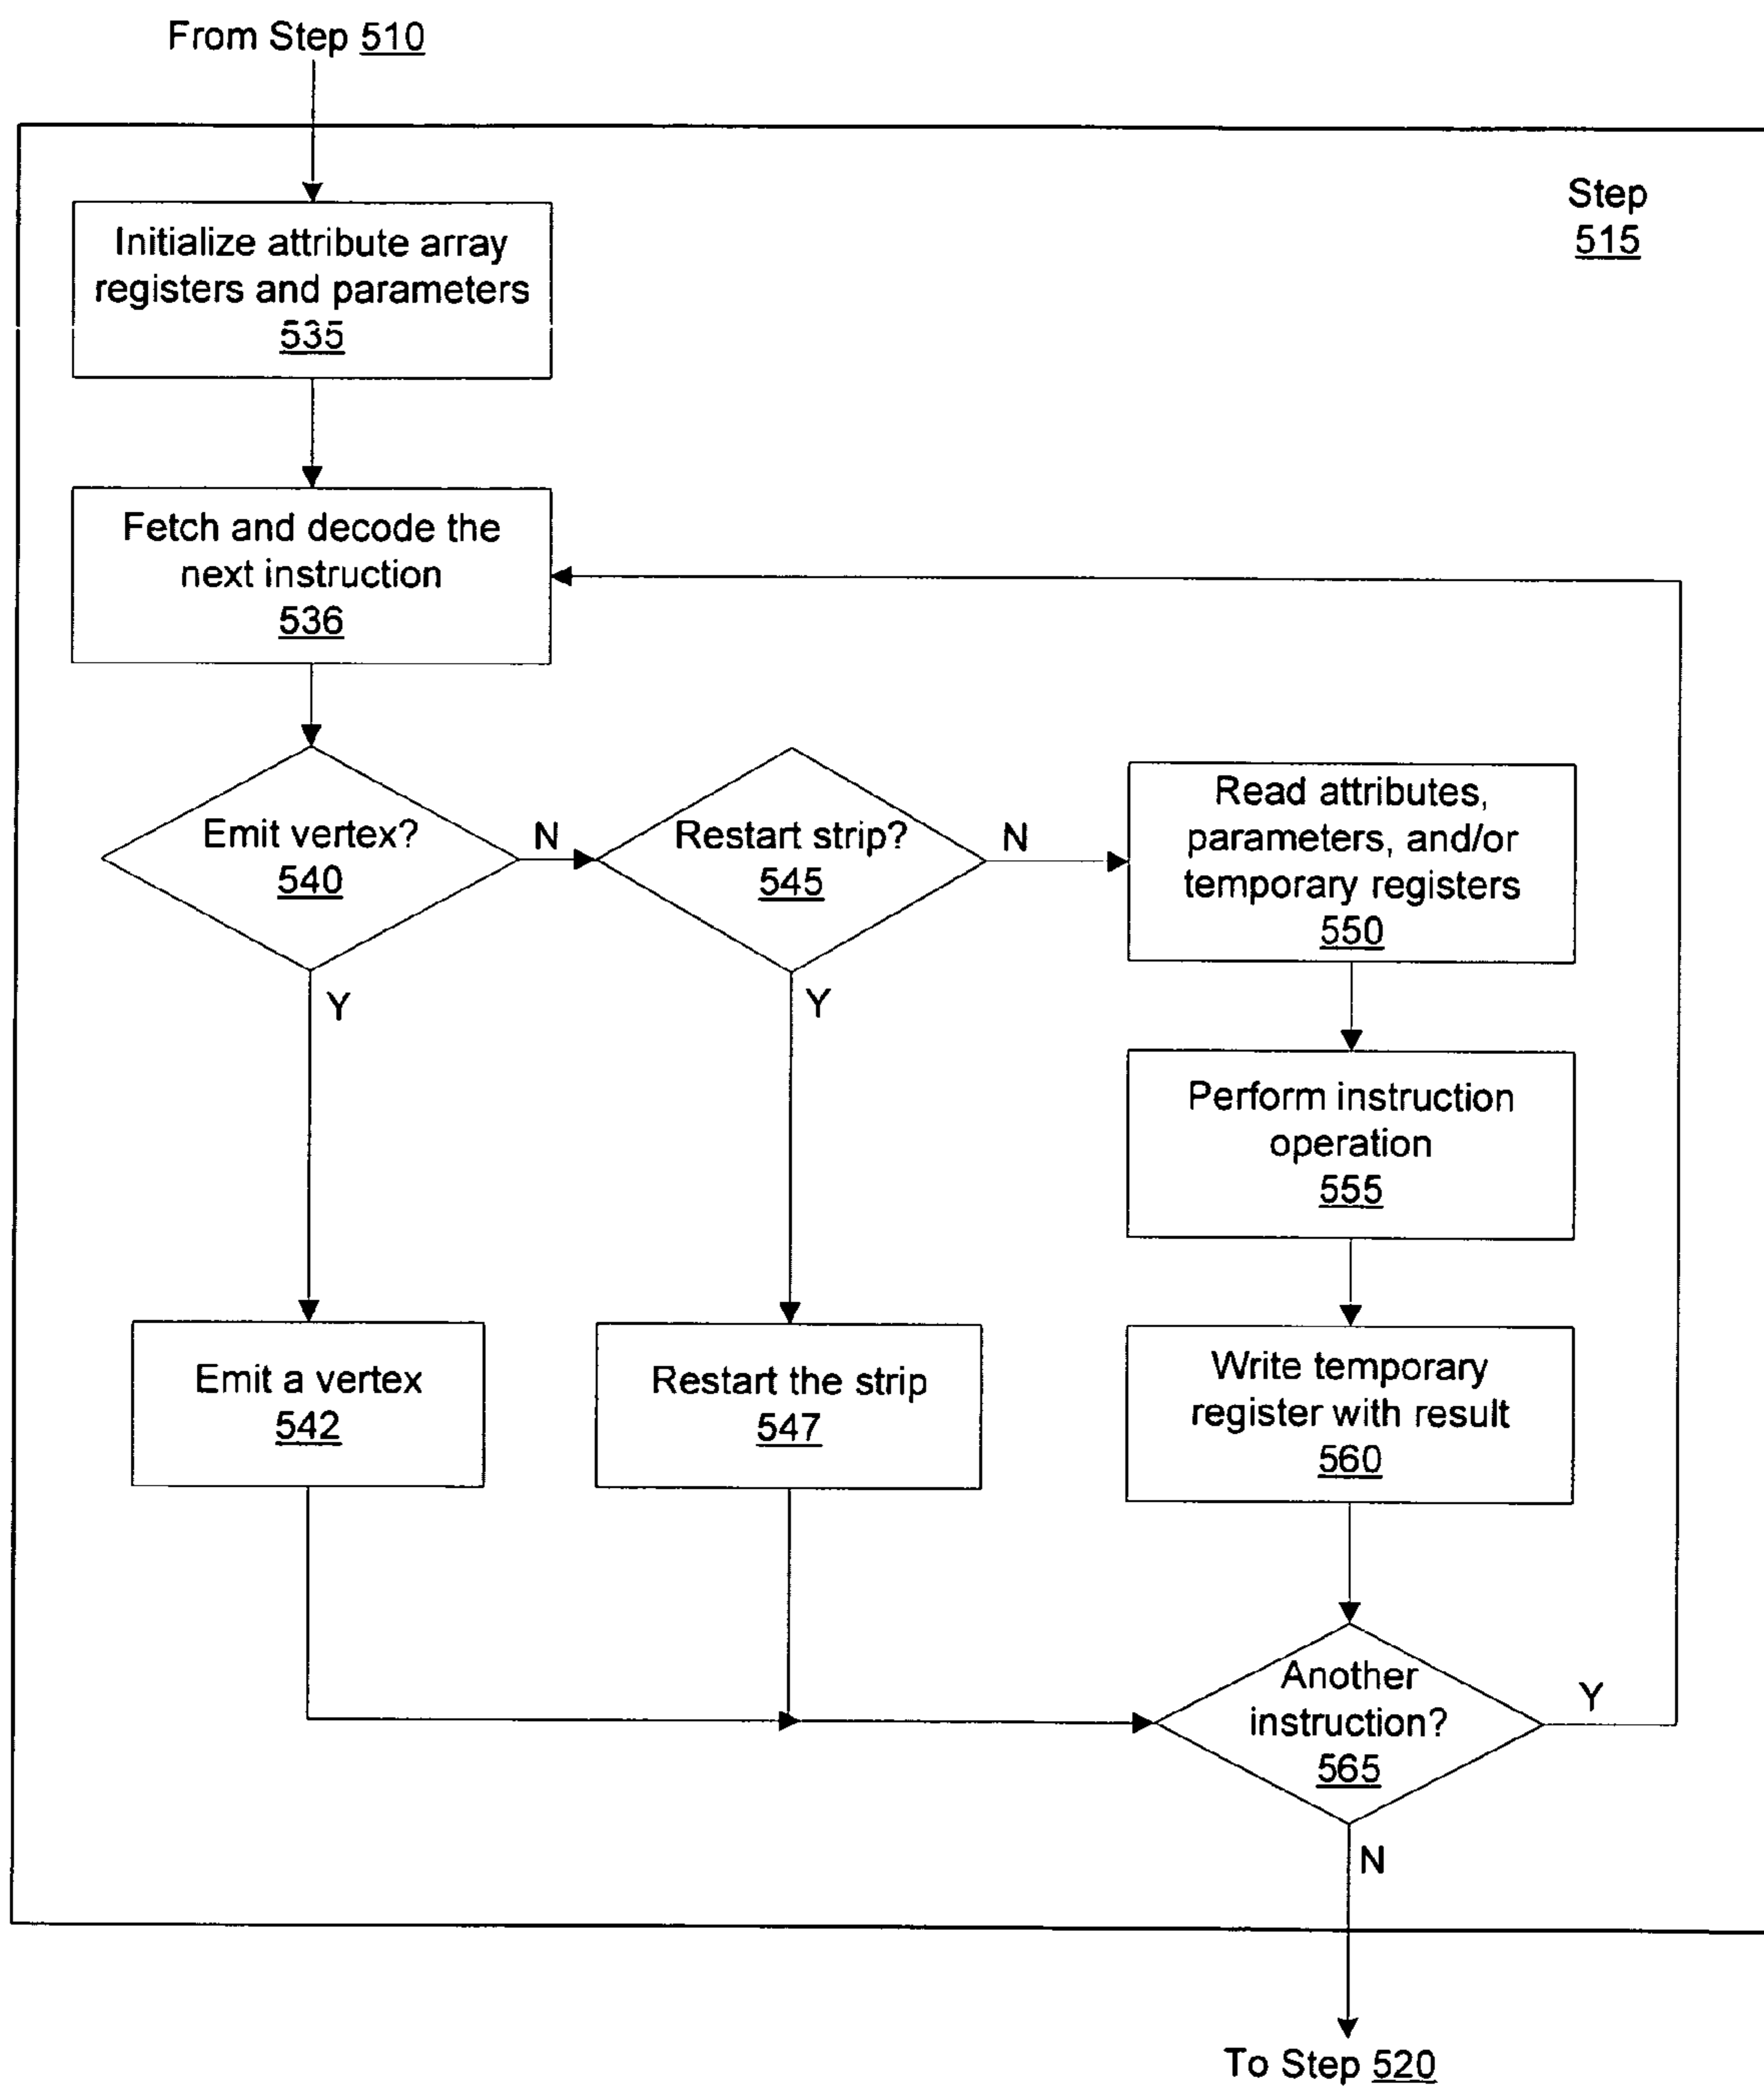 From Step 510
Step
515
Initialize attribute array
registers and parameters
535
Fetch and decode the
next instruction
536
Emit vertex?
540
N
Restart strip?
545
N
Read attributes,
parameters, and/or
temporary registers
550
Y
Y
Perform instruction
operation
555
Emit a vertex
542
Restart the strip
547
Write temporary
register with result
560
Another
instruction?
565
Y
N
To Step 520